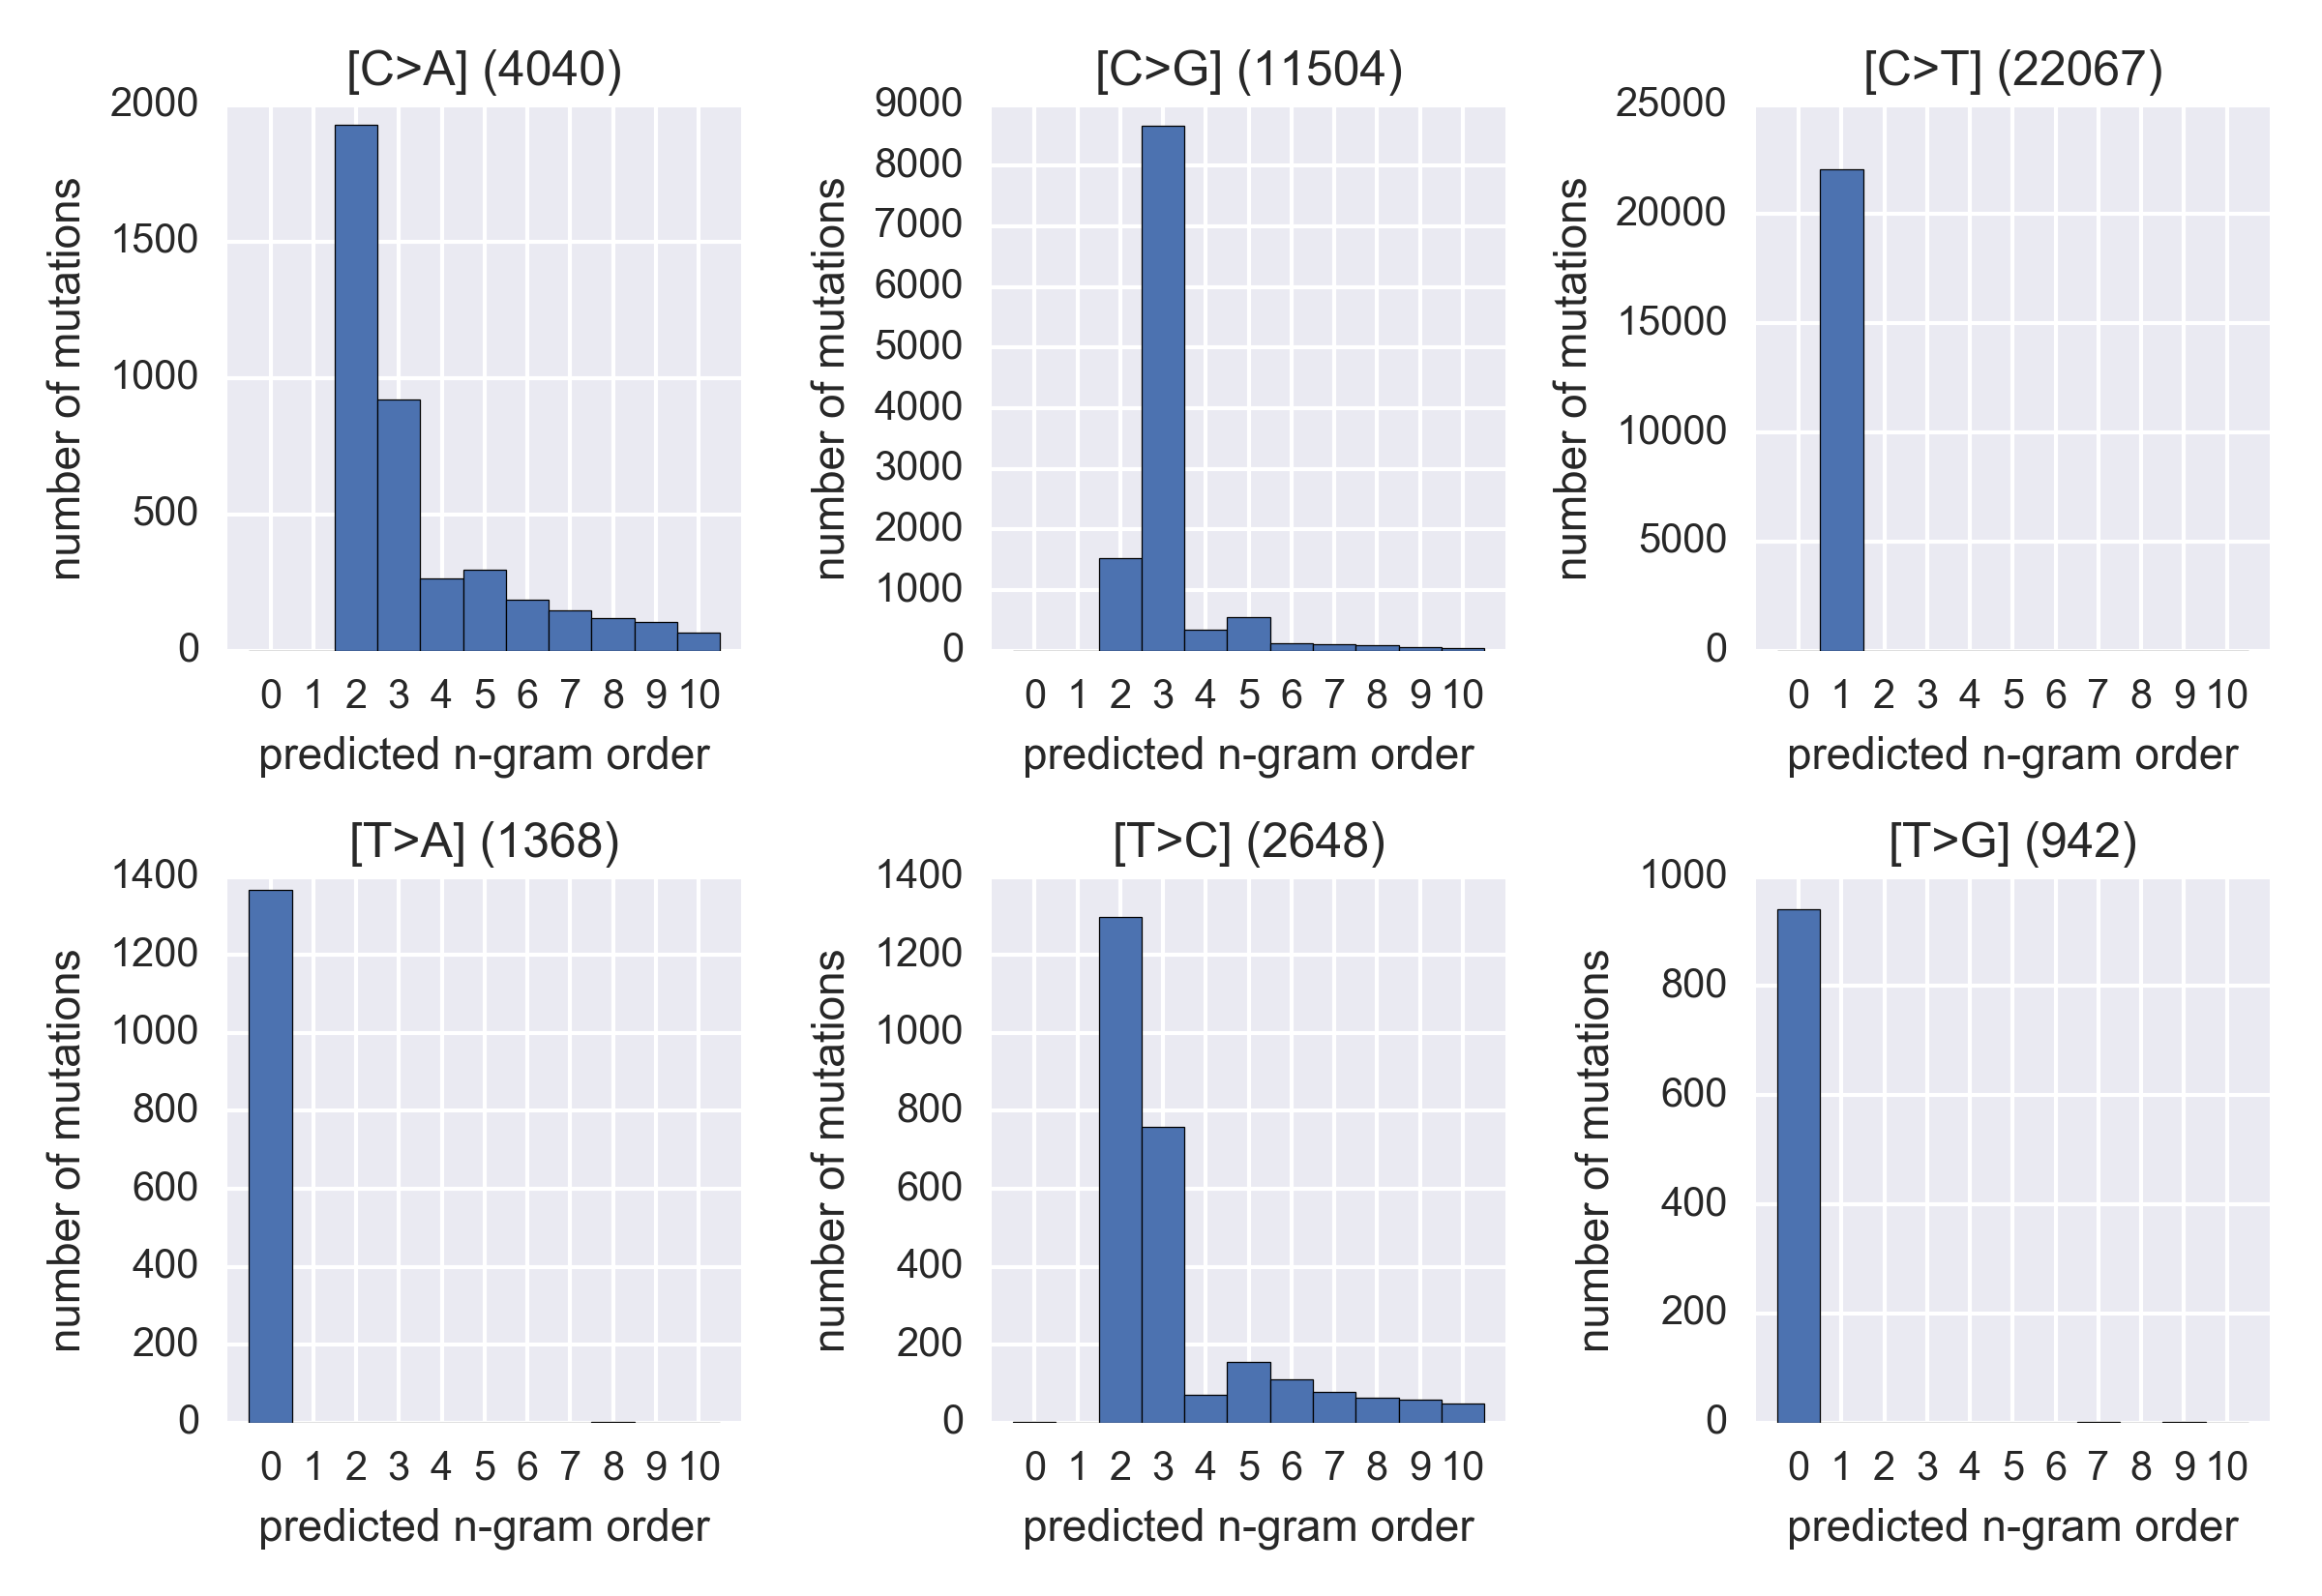 [C>A] (4040)
number of mutations
2000
1500
1000
500
0
0 1 2 3 4 5 6 7 8 9 10
predicted n-gram order
[C>G] (11504)
number of mutations
9000
8000
7000
6000
5000
4000
3000
2000
1000
0
0 1 2 3 4 5 6 7 8 9 10
predicted n-gram order
[C>T] (22067)
number of mutations
25000
20000
15000
10000
5000
0
0 1 2 3 4 5 6 7 8 9 10
predicted n-gram order
[T>A] (1368)
number of mutations
1400
1200
1000
800
600
400
200
0
0 1 2 3 4 5 6 7 8 9 10
predicted n-gram order
[T>C] (2648)
number of mutations
1400
1200
1000
800
600
400
200
0
0 1 2 3 4 5 6 7 8 9 10
predicted n-gram order
[T>G] (942)
number of mutations
1000
800
600
400
200
0
0 1 2 3 4 5 6 7 8 9 10
predicted n-gram order